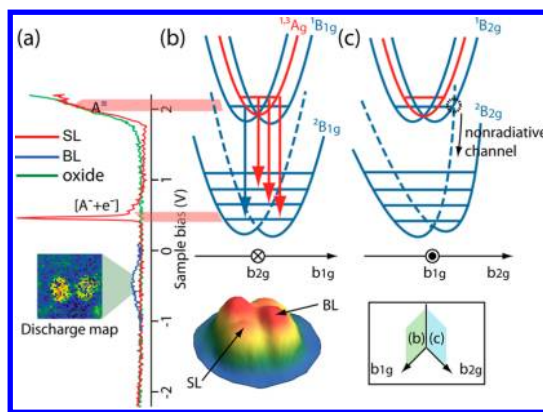 (a)
A⁼
SL
BL
oxide
[A⁻+e⁻]
Discharge map
2
1
0
-1
-2
Sample bias (V)
(b)
¹,³Ag ¹B1g
²B1g
b2g
b1g
BL
SL
(c)
¹B2g
²B2g
nonradiative
channel
b1g
b2g
(b) (c)
b1g
b2g